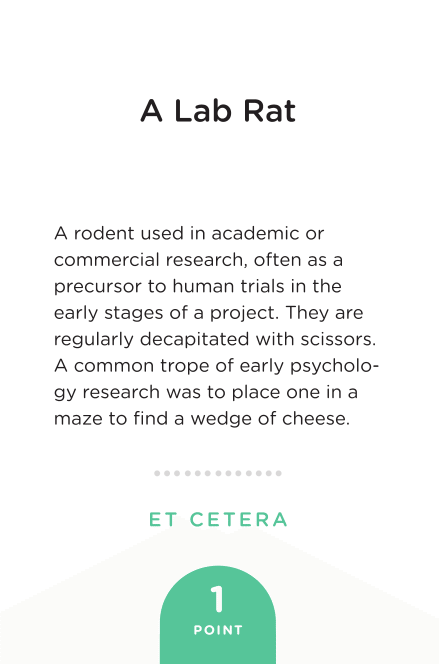 A Lab Rat
A rodent used in academic or
commercial research, often as a
precursor to human trials in the
early stages of a project. They are
regularly decapitated with scissors.
A common trope of early psycholo-
gy research was to place one in a
maze to find a wedge of cheese.
ET CETERA
1
POINT